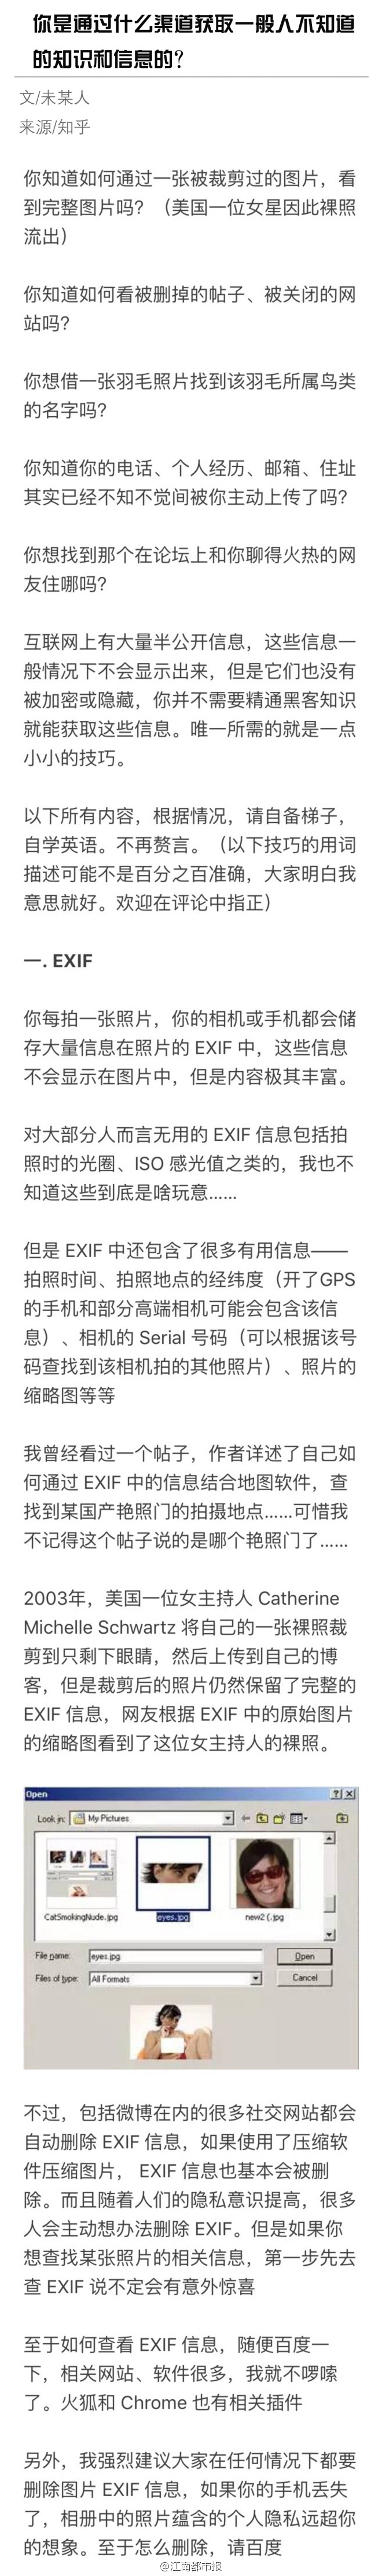 你是通过什么渠道获取一般人不知道
的知识和信息的?
文/未某人
来源/知乎
你知道如何通过一张被裁剪过的图片，看
到完整图片吗？（美国一位女星因此裸照
流出）
你知道如何看被删掉的帖子、被关闭的网
站吗？
你想借一张羽毛照片找到该羽毛所属鸟类
的名字吗？
你知道你的电话、个人经历、邮箱、住址
其实已经不知不觉间被你主动上传了吗？
你想找到那个在论坛上和你聊得火热的网
友住哪吗？
互联网上有大量半公开信息，这些信息一
般情况下不会显示出来，但是它们也没有
被加密或隐藏，你并不需要精通黑客知识
就能获取这些信息。唯一所需的就是一点
小小的技巧。
以下所有内容，根据情况，请自备梯子，
自学英语。不再赘言。（以下技巧的用词
描述可能不是百分之百准确，大家明白我
意思就好。欢迎在评论中指正）
一. EXIF
你每拍一张照片，你的相机或手机都会储
存大量信息在照片的 EXIF 中，这些信息
不会显示在图片中，但是内容极其丰富。
对大部分人而言无用的 EXIF 信息包括拍
照时的光圈、ISO 感光值之类的，我也不
知道这些到底是啥玩意……
但是 EXIF 中还包含了很多有用信息——
拍照时间、拍照地点的经纬度（开了GPS
的手机和部分高端相机可能会包含该信
息）、相机的 Serial 号码（可以根据该号
码查找到该相机拍的其他照片）、照片的
缩略图等等
我曾经看过一个帖子，作者详述了自己如
何通过 EXIF 中的信息结合地图软件，查
找到某国产艳照门的拍摄地点……可惜我
不记得这个帖子说的是哪个艳照门了……
2003年，美国一位女主持人 Catherine
Michelle Schwartz 将自己的一张裸照裁
剪到只剩下眼睛，然后上传到自己的博
客，但是裁剪后的照片仍然保留了完整的
EXIF 信息，网友根据 EXIF 中的原始图片
的缩略图看到了这位女主持人的裸照。
Open
Look in: My Pictures
CatSmokingNude.jpg eyes.jpg new2 (.jpg
File name: eyes.jpg Open
Files of type: All Formats Cancel
不过，包括微博在内的很多社交网站都会
自动删除 EXIF 信息，如果使用了压缩软
件压缩图片， EXIF 信息也基本会被删
除。而且随着人们的隐私意识提高，很多
人会主动想办法删除 EXIF。但是如果你
想查找某张照片的相关信息，第一步先去
查 EXIF 说不定会有意外惊喜
至于如何查看 EXIF 信息，随便百度一
下，相关网站、软件很多，我就不啰嗦
了。火狐和 Chrome 也有相关插件
另外，我强烈建议大家在任何情况下都要
删除图片 EXIF 信息，如果你的手机丢失
了，相册中的照片蕴含的个人隐私远超你
的想象。至于怎么删除，请百度
@江南都市报